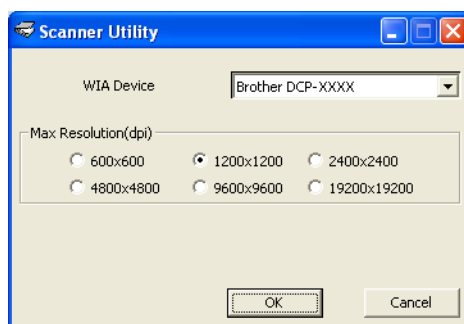 Scanner Utility
WIA Device Brother DCP-XXXX
Max Resolution(dpi)
600x600 1200x1200 2400x2400
4800x4800 9600x9600 19200x19200
OK Cancel